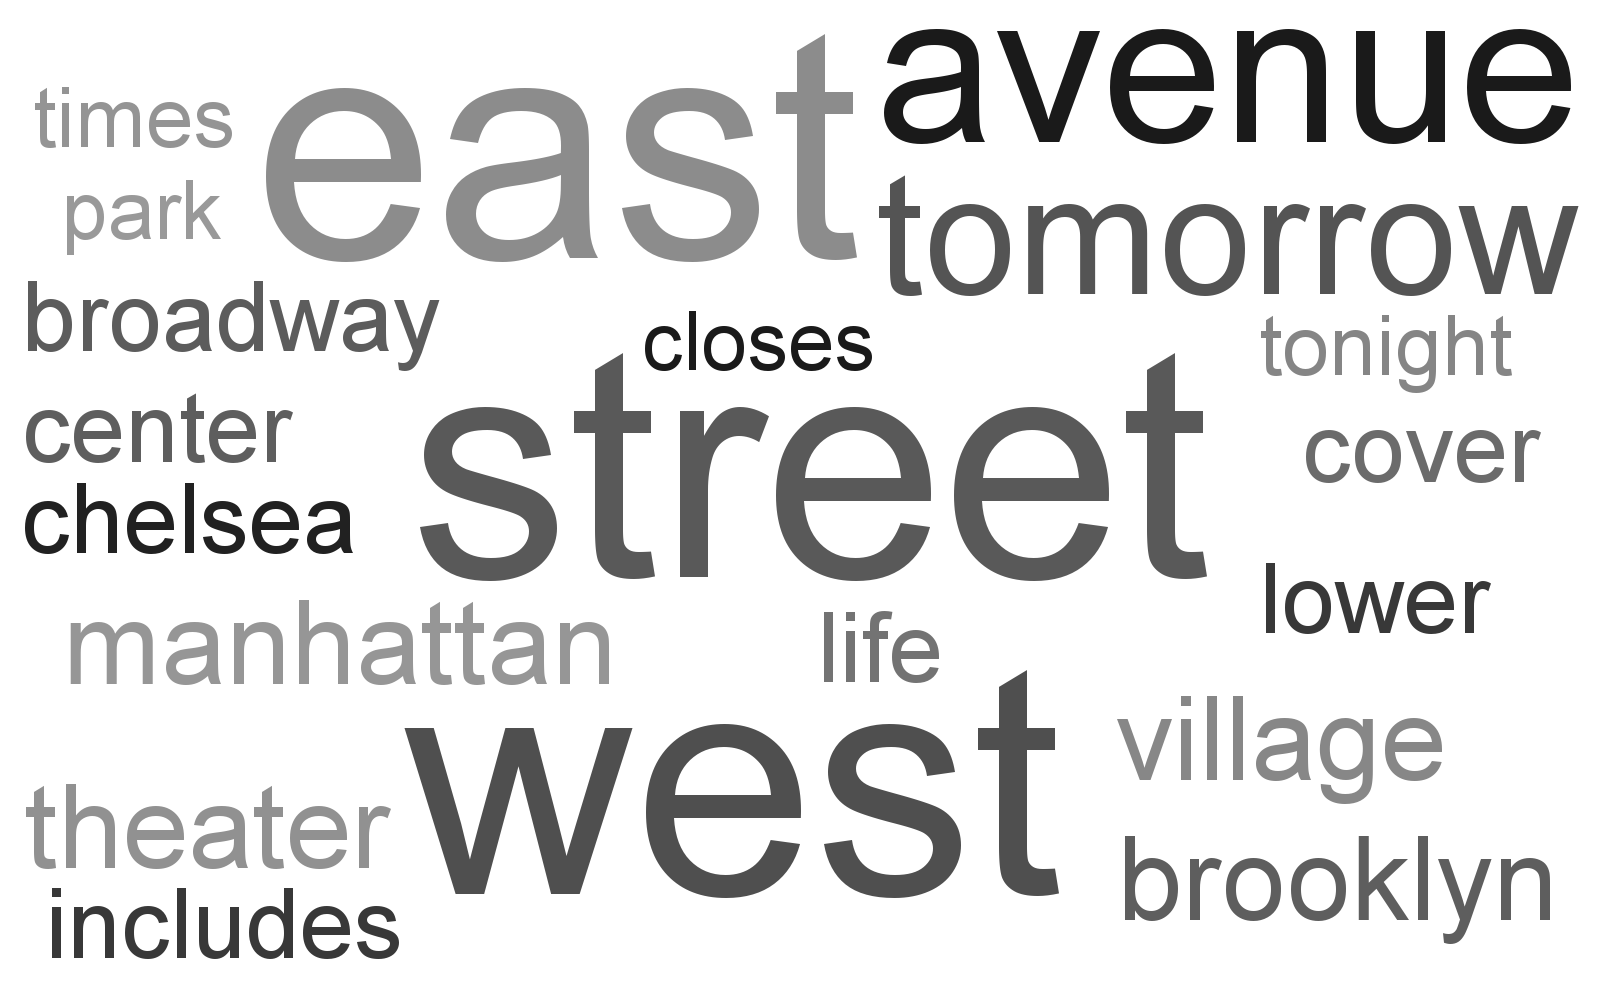 avenue
times
east
park
tomorrow
broadway
closes
tonight
center
street
cover
chelsea
lower
manhattan
life
village
west
theater
brooklyn
includes